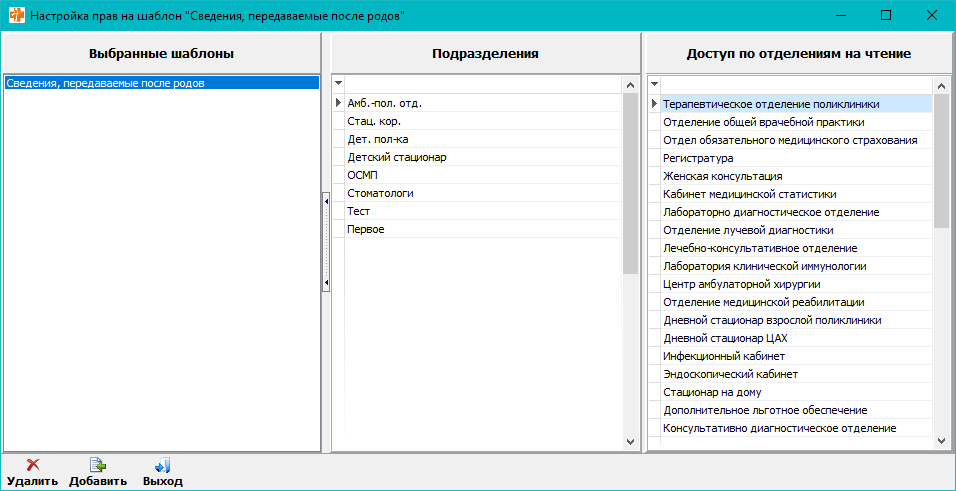 Настройка прав на шаблон "Сведения, передаваемые после родов"
Выбранные шаблоны
Сведения, передаваемые после родов
Подразделения
Амб.-пол. отд.
Стац. кор.
Дет. пол-ка
Детский стационар
ОСМП
Стоматологи
Тест
Первое
Доступ по отделениям на чтение
Терапевтическое отделение поликлиники
Отделение общей врачебной практики
Отдел обязательного медицинского страхования
Регистратура
Женская консультация
Кабинет медицинской статистики
Лабораторно диагностическое отделение
Отделение лучевой диагностики
Лечебно-консультативное отделение
Лаборатория клинической иммунологии
Центр амбулаторной хирургии
Отделение медицинской реабилитации
Дневной стационар взрослой поликлиники
Дневной стационар ЦАХ
Инфекционный кабинет
Эндоскопический кабинет
Стационар на дому
Дополнительное льготное обеспечение
Консультативно диагностическое отделение
Удалить Добавить Выход